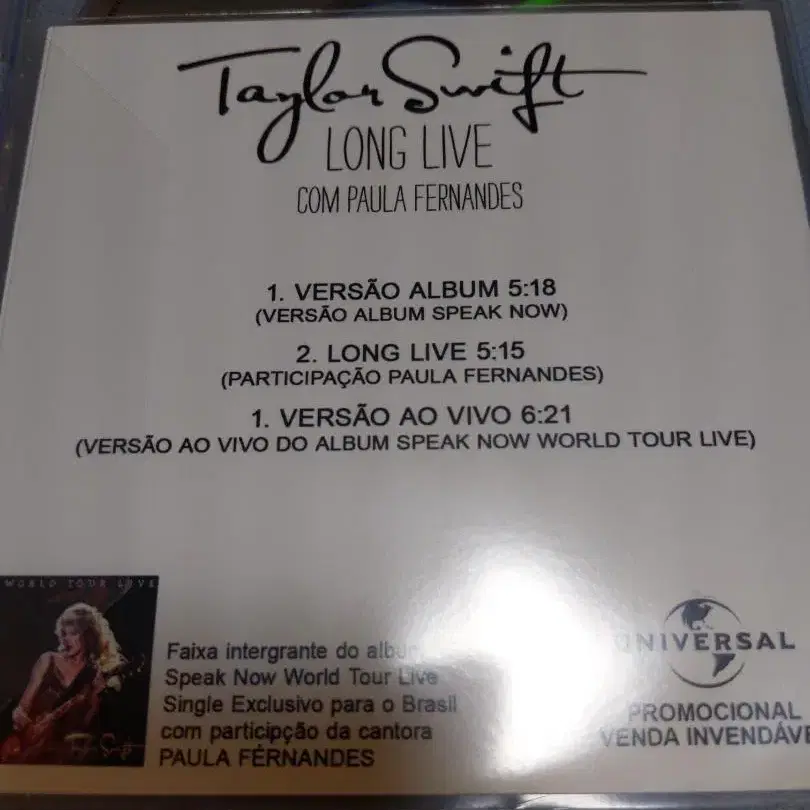 Taylor Swift
LONG LIVE
COM PAULA FERNANDES
1. VERSÃO ALBUM 5:18
(VERSÃO ALBUM SPEAK NOW)
2. LONG LIVE 5:15
(PARTICIPAÇÃO PAULA FERNANDES)
1. VERSÃO AO VIVO 6:21
(VERSÃO AO VIVO DO ALBUM SPEAK NOW WORLD TOUR LIVE)
WORLD TOUR LIVE
Taylor Swift
Faixa intergrante do album
Speak Now World Tour Live
Single Exclusivo para o Brasil
com participção da cantora
PAULA FÉRNANDES
UNIVERSAL
PROMOCIONAL
VENDA INVENDÁVE